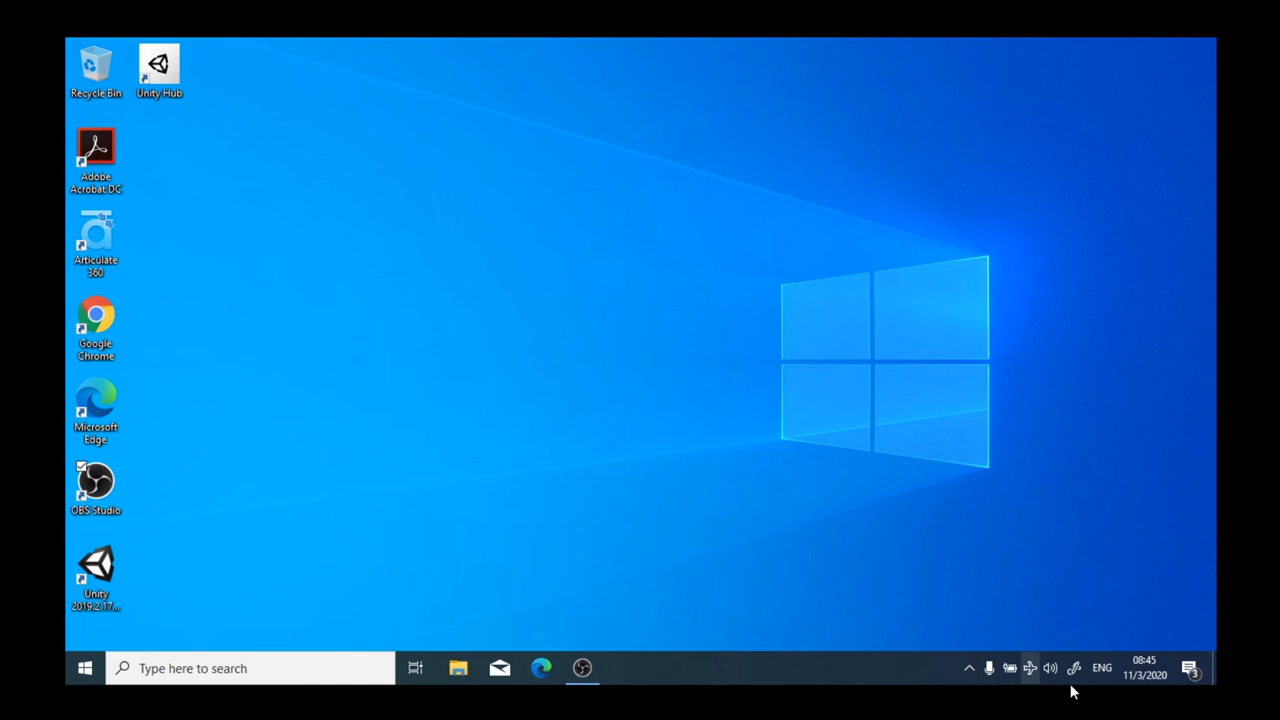 Recycle Bin
Unity Hub
Adobe
Acrobat DC
Articulate
360
Google
Chrome
Microsoft
Edge
OBS Studio
Unity
2019.2.17...
Type here to search
ENG
08:45
11/3/2020
3